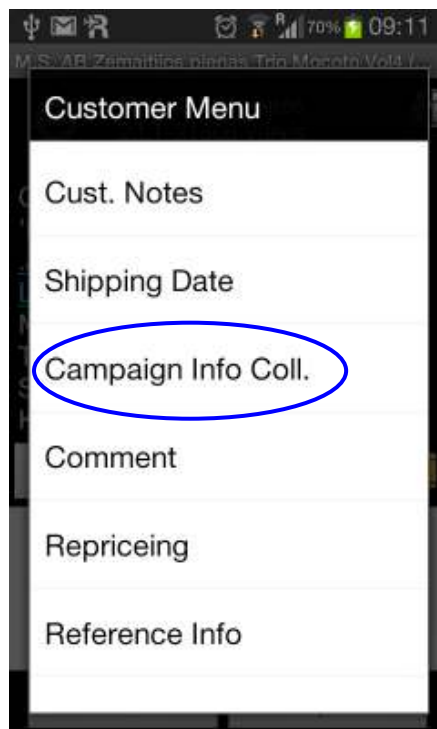 R 70% 09:11
Customer Menu
Cust. Notes
Shipping Date
Campaign Info Coll.
Comment
Repriceing
Reference Info